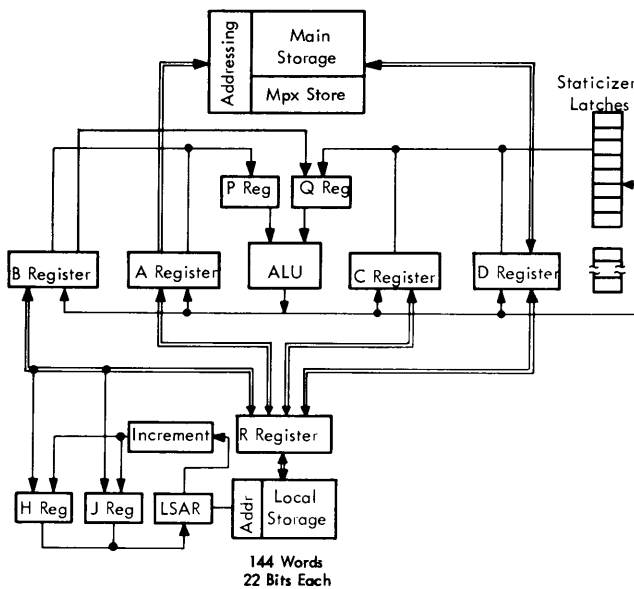 Addressing
Main
Storage
Mpx Store
Staticizer
Latches
P Reg
Q Reg
B Register
A Register
ALU
C Register
D Register
R Register
Increment
H Reg
J Reg
LSAR
Addr
Local
Storage
144 Words
22 Bits Each